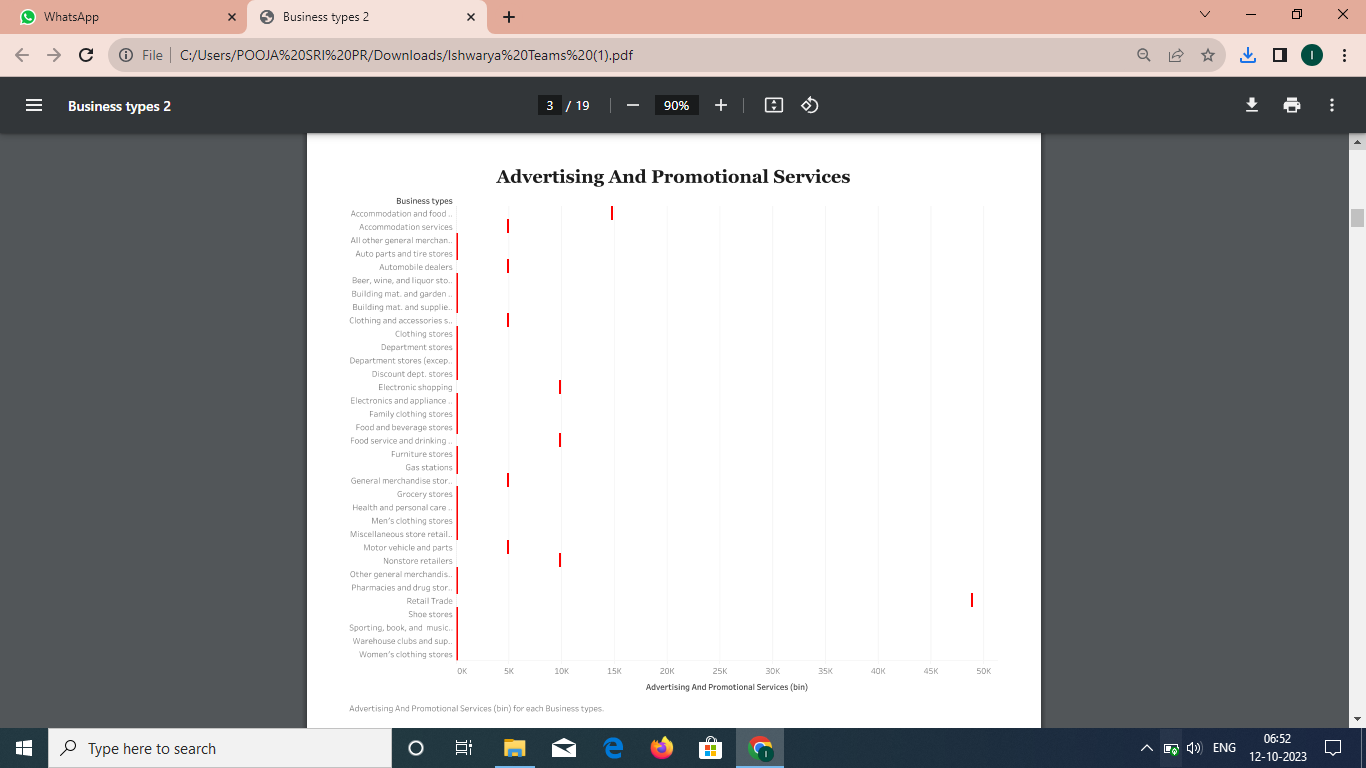 WhatsApp
Business types 2
File
C:/Users/POOJA%20SRI%20PR/Downloads/Ishwarya%20Teams%20(1).pdf
I
Business types 2
3 / 19
90%
Advertising And Promotional Services
Business types
Accommodation and food ..
Accommodation services
All other general merchan..
Auto parts and tire stores
Automobile dealers
Beer, wine, and liquor sto..
Building mat. and garden ..
Building mat. and supplie..
Clothing and accessories s..
Clothing stores
Department stores
Department stores (excep..
Discount dept. stores
Electronic shopping
Electronics and appliance ..
Family clothing stores
Food and beverage stores
Food service and drinking ..
Furniture stores
Gas stations
General merchandise stor..
Grocery stores
Health and personal care ..
Men's clothing stores
Miscellaneous store retail..
Motor vehicle and parts
Nonstore retailers
Other general merchandis..
Pharmacies and drug stor..
Retail Trade
Shoe stores
Sporting, book, and music..
Warehouse clubs and sup..
Women's clothing stores
0K 5K 10K 15K 20K 25K 30K 35K 40K 45K 50K
Advertising And Promotional Services (bin)
Advertising And Promotional Services (bin) for each Business types.
Type here to search
ENG
06:52
12-10-2023